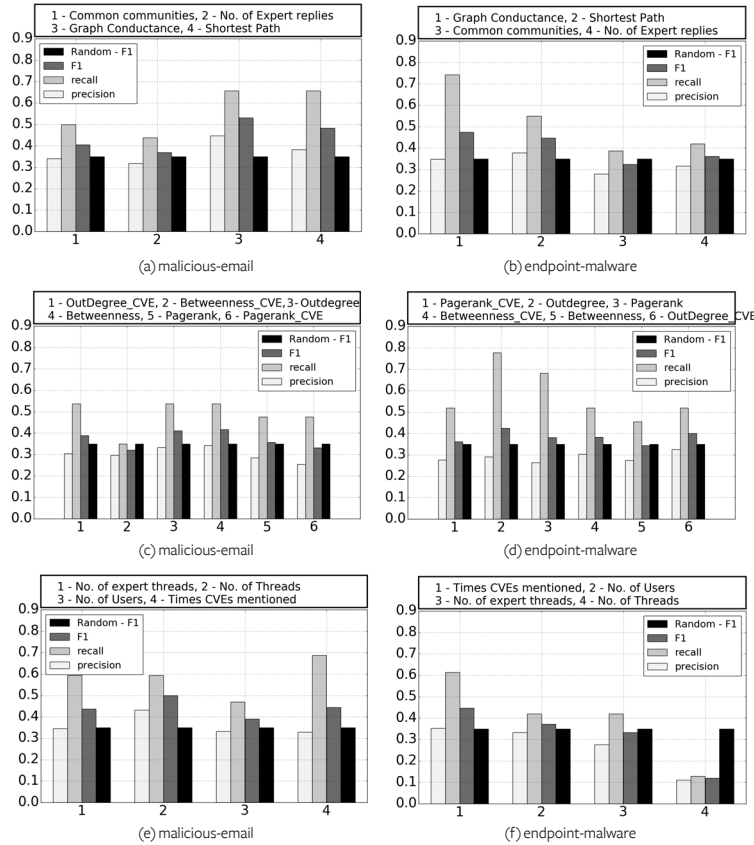 1 - Common communities, 2 - No. of Expert replies
3 - Graph Conductance, 4 - Shortest Path
0.9
0.8
0.7
0.6
0.5
0.4
0.3
0.2
0.1
0.0
Random - F1
F1
recall
precision
1 2 3 4
(a) malicious-email
1 - Graph Conductance, 2 - Shortest Path
3 - Common communities, 4 - No. of Expert replies
0.9
0.8
0.7
0.6
0.5
0.4
0.3
0.2
0.1
0.0
Random - F1
F1
recall
precision
1 2 3 4
(b) endpoint-malware
1 - OutDegree_CVE, 2 - Betweenness_CVE,3- Outdegree
4 - Betweenness, 5 - Pagerank, 6 - Pagerank_CVE
0.9
0.8
0.7
0.6
0.5
0.4
0.3
0.2
0.1
0.0
Random - F1
F1
recall
precision
1 2 3 4 5 6
(c) malicious-email
1 - Pagerank_CVE, 2 - Outdegree, 3 - Pagerank
4 - Betweenness_CVE, 5 - Betweenness, 6 - OutDegree_CVE
0.9
0.8
0.7
0.6
0.5
0.4
0.3
0.2
0.1
0.0
Random - F1
F1
recall
precision
1 2 3 4 5 6
(d) endpoint-malware
1 - No. of expert threads, 2 - No. of Threads
3 - No. of Users, 4 - Times CVEs mentioned
0.9
0.8
0.7
0.6
0.5
0.4
0.3
0.2
0.1
0.0
Random - F1
F1
recall
precision
1 2 3 4
(e) malicious-email
1 - Times CVEs mentioned, 2 - No. of Users
3 - No. of expert threads, 4 - No. of Threads
0.9
0.8
0.7
0.6
0.5
0.4
0.3
0.2
0.1
0.0
Random - F1
F1
recall
precision
1 2 3 4
(f) endpoint-malware